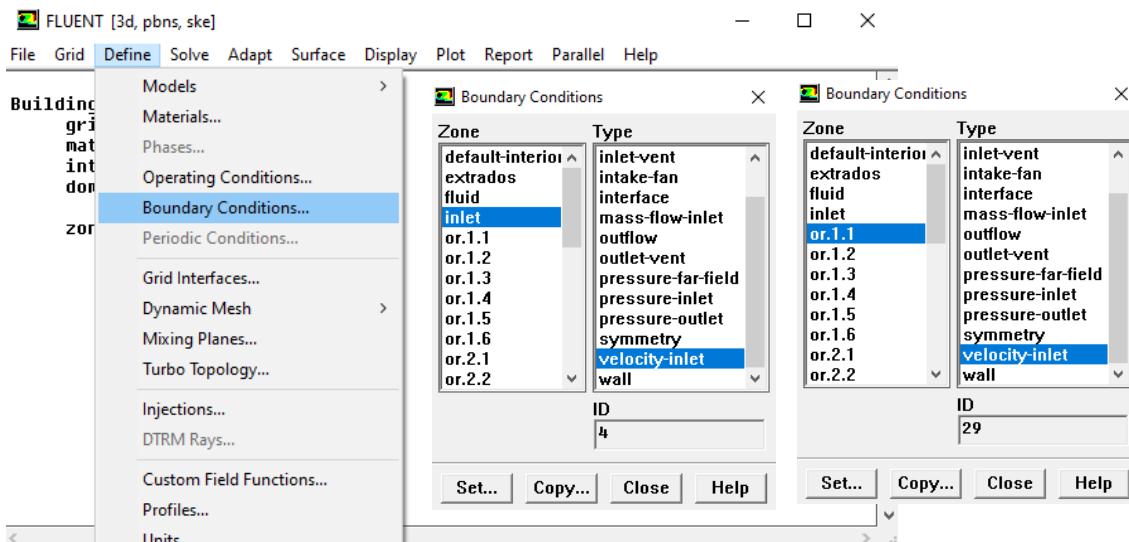 FLUENT [3d, pbns, ske]
File Grid Define Solve Adapt Surface Display Plot Report Parallel Help
Building
gri
mat
int
dom
zon
Models
Materials...
Phases...
Operating Conditions...
Boundary Conditions...
Periodic Conditions...
Grid Interfaces...
Dynamic Mesh
Mixing Planes...
Turbo Topology...
Injections...
DTRM Rays...
Custom Field Functions...
Profiles...
Units
Boundary Conditions
Zone
default-interior
extrados
fluid
inlet
or.1.1
or.1.2
or.1.3
or.1.4
or.1.5
or.1.6
or.2.1
or.2.2
Type
inlet-vent
intake-fan
interface
mass-flow-inlet
outflow
outlet-vent
pressure-far-field
pressure-inlet
pressure-outlet
symmetry
velocity-inlet
wall
ID
4
Set... Copy... Close Help
Boundary Conditions
Zone
default-interior
extrados
fluid
inlet
or.1.1
or.1.2
or.1.3
or.1.4
or.1.5
or.1.6
or.2.1
or.2.2
Type
inlet-vent
intake-fan
interface
mass-flow-inlet
outflow
outlet-vent
pressure-far-field
pressure-inlet
pressure-outlet
symmetry
velocity-inlet
wall
ID
29
Set... Copy... Close Help